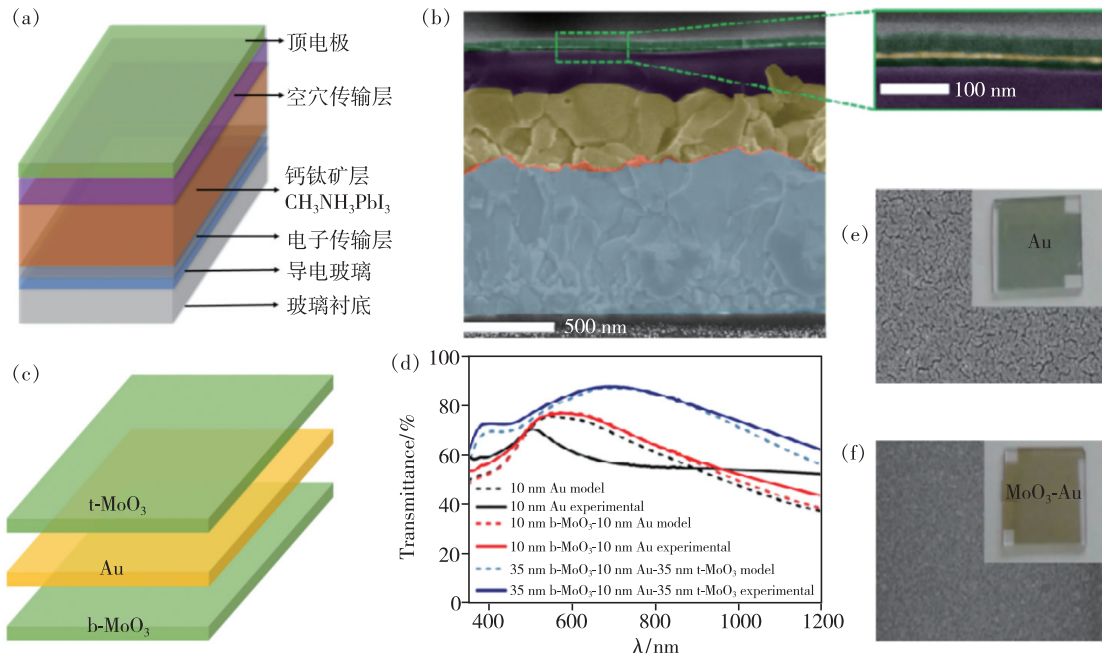 (a)
顶电极
空穴传输层
钙钛矿层
CH₃NH₃PbI₃
电子传输层
导电玻璃
玻璃衬底
(b)
500 nm
100 nm
(c)
t-MoO₃
Au
b-MoO₃
(d)
Transmittance/%
100
80
60
40
20
0
10 nm Au model
10 nm Au experimental
10 nm b-MoO₃-10 nm Au model
10 nm b-MoO₃-10 nm Au experimental
35 nm b-MoO₃-10 nm Au-35 nm t-MoO₃ model
35 nm b-MoO₃-10 nm Au-35 nm t-MoO₃ experimental
400 600 800 1000 1200
λ/nm
(e)
Au
(f)
MoO₃-Au